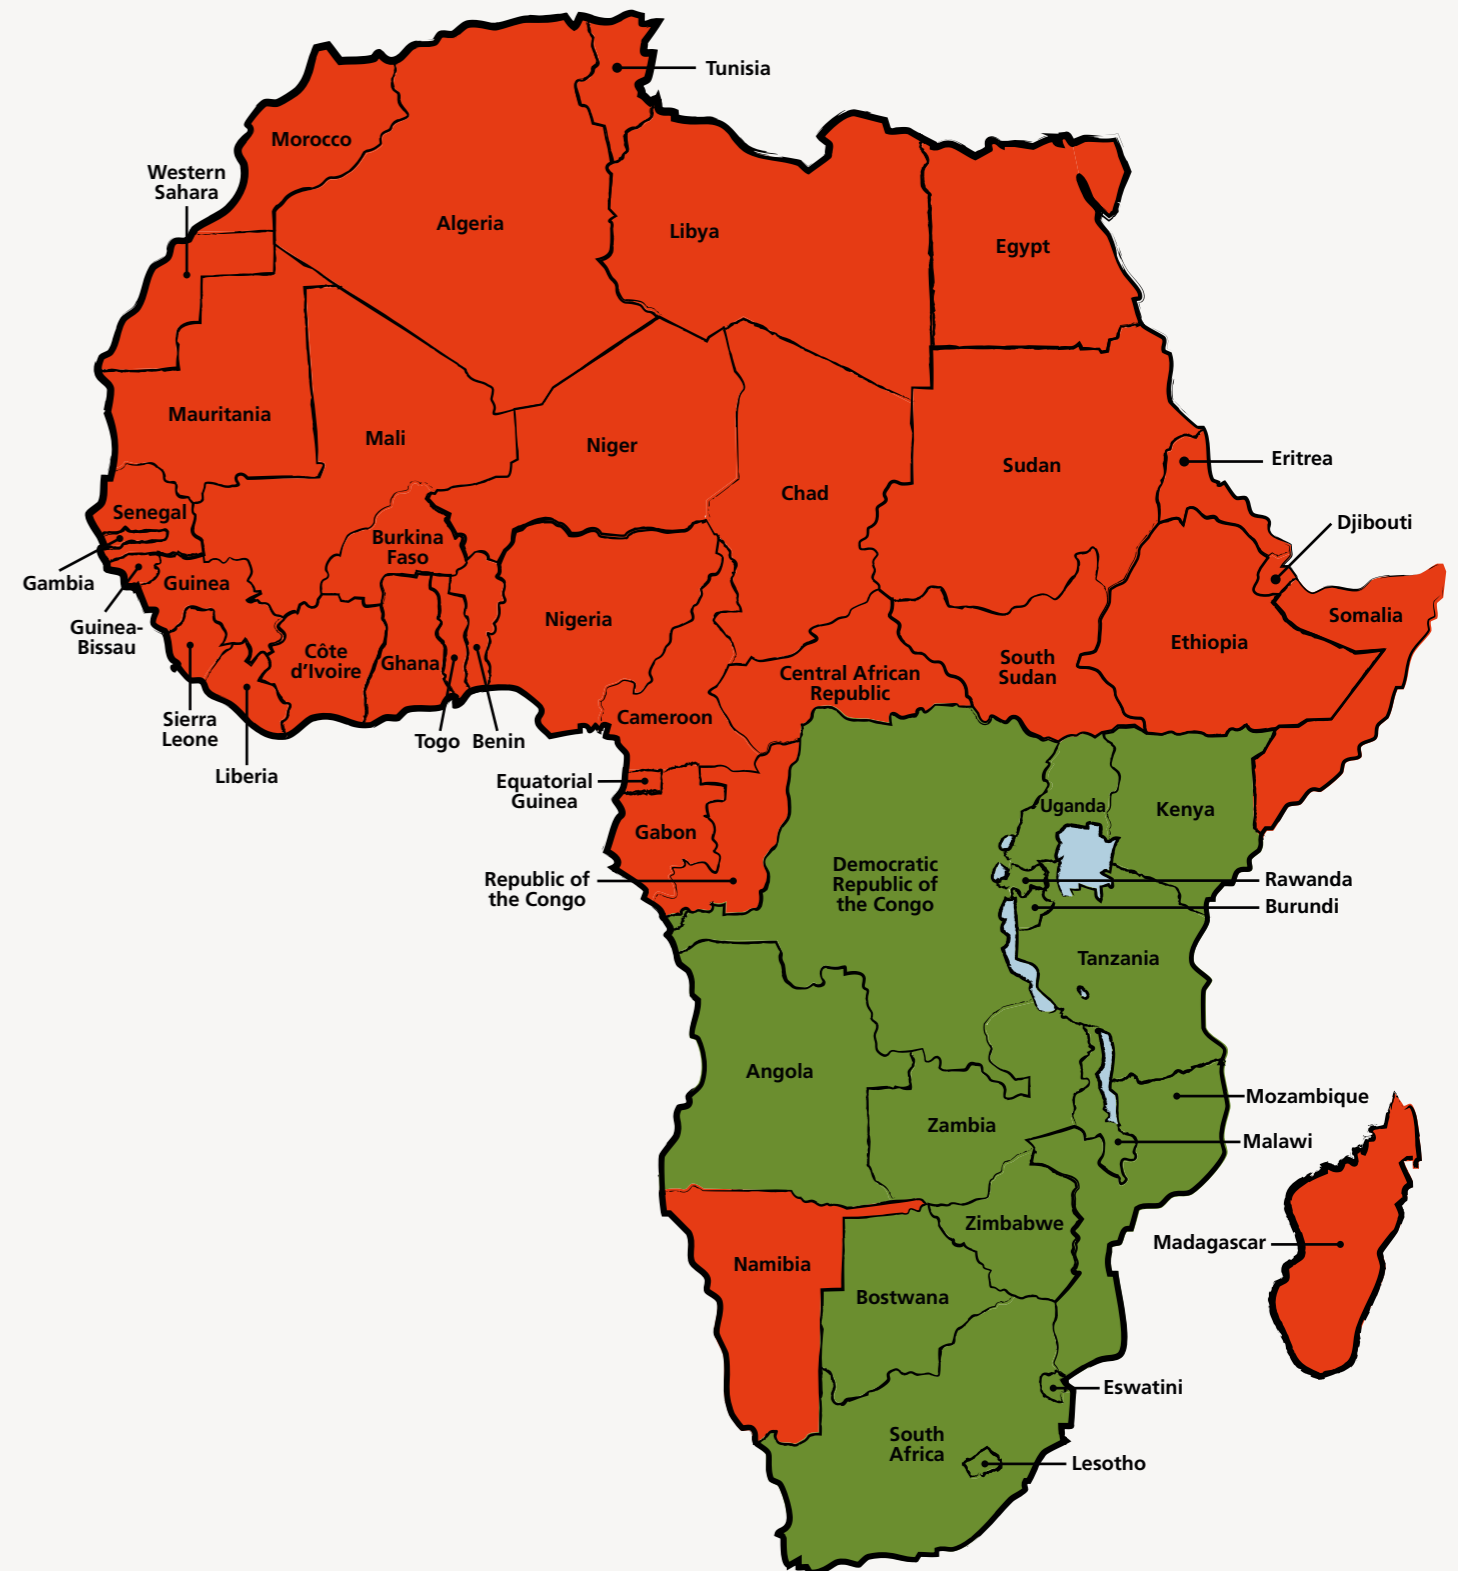 Tunisia
Morocco
Western
Sahara
Algeria
Libya
Egypt
Mauritania
Mali
Niger
Chad
Sudan
Eritrea
Djibouti
Senegal
Gambia
Burkina
Faso
Guinea
Guinea-
Bissau
Nigeria
Somalia
Ethiopia
Côte
d’Ivoire
Ghana
South
Sudan
Central African
Republic
Sierra
Leone
Cameroon
Togo
Benin
Liberia
Equatorial
Guinea
Uganda
Kenya
Gabon
Democratic
Republic of
the Congo
Republic of
the Congo
Rawanda
Burundi
Tanzania
Angola
Mozambique
Zambia
Malawi
Zimbabwe
Madagascar
Namibia
Bostwana
Eswatini
South
Africa
Lesotho